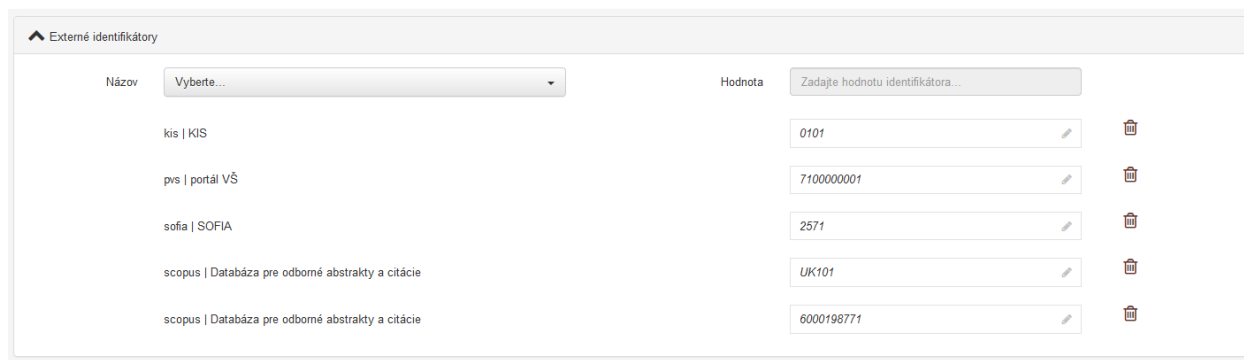 Externé identifikátory
Názov Vyberte... Hodnota Zadajte hodnotu identifikátora...
kis | KIS 0101
pvs | portál VŠ 7100000001
sofia | SOFIA 2571
scopus | Databáza pre odborné abstrakty a citácie UK101
scopus | Databáza pre odborné abstrakty a citácie 6000198771